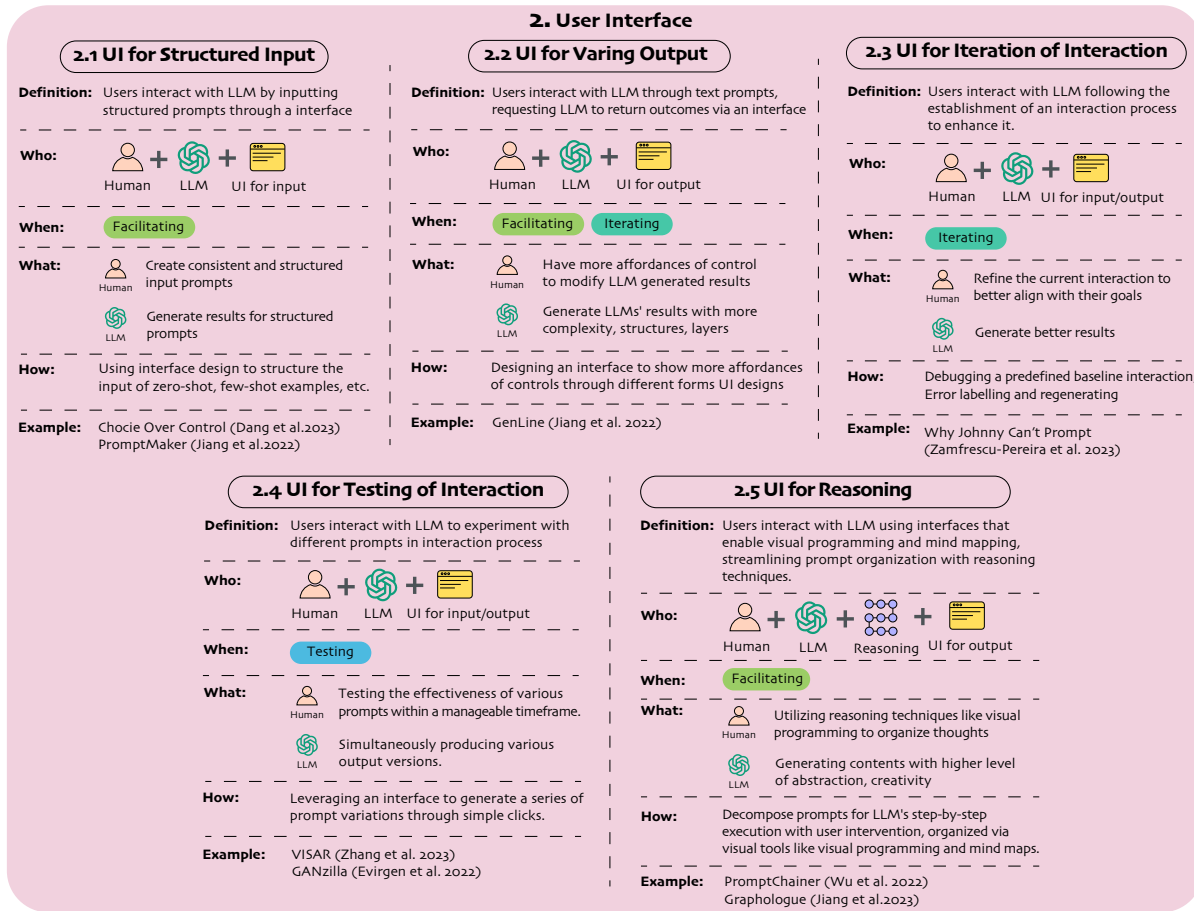 2. User Interface
2.1 UI for Structured Input
Definition: Users interact with LLM by inputting
structured prompts through a interface
Who:
Human LLM UI for input
When: Facilitating
What: Create consistent and structured
input prompts
Human
Generate results for structured
prompts
LLM
How: Using interface design to structure the
input of zero-shot, few-shot examples, etc.
Example: Chocie Over Control (Dang et al.2023)
PromptMaker (Jiang et al.2022)
2.2 UI for Varing Output
Definition: Users interact with LLM through text prompts,
requesting LLM to return outcomes via an interface
Who:
Human LLM UI for output
When: Facilitating Iterating
What: Have more affordances of control
to modify LLM generated results
Human
Generate LLMs' results with more
complexity, structures, layers
LLM
How: Designing an interface to show more affordances
of controls through different forms UI designs
Example: GenLine (Jiang et al. 2022)
2.3 UI for Iteration of Interaction
Definition: Users interact with LLM following the
establishment of an interaction process
to enhance it.
Who:
Human LLM UI for input/output
When: Iterating
What: Refine the current interaction to
better align with their goals
Human
Generate better results
LLM
How: Debugging a predefined baseline interaction
Error labelling and regenerating
Example: Why Johnny Can't Prompt
(Zamfrescu-Pereira et al. 2023)
2.4 UI for Testing of Interaction
Definition: Users interact with LLM to experiment with
different prompts in interaction process
Who:
Human LLM UI for input/output
When: Testing
What: Testing the effectiveness of various
prompts within a manageable timeframe.
Human
Simultaneously producing various
output versions.
LLM
How: Leveraging an interface to generate a series of
prompt variations through simple clicks.
Example: VISAR (Zhang et al. 2023)
GANzilla (Evirgen et al. 2022)
2.5 UI for Reasoning
Definition: Users interact with LLM using interfaces that
enable visual programming and mind mapping,
streamlining prompt organization with reasoning
techniques.
Who:
Human LLM Reasoning UI for output
When: Facilitating
What: Utilizing reasoning techniques like visual
programming to organize thoughts
Human
Generating contents with higher level
of abstraction, creativity
LLM
How: Decompose prompts for LLM's step-by-step
execution with user intervention, organized via
visual tools like visual programming and mind maps.
Example: PromptChainer (Wu et al. 2022)
Graphologue (Jiang et al.2023)